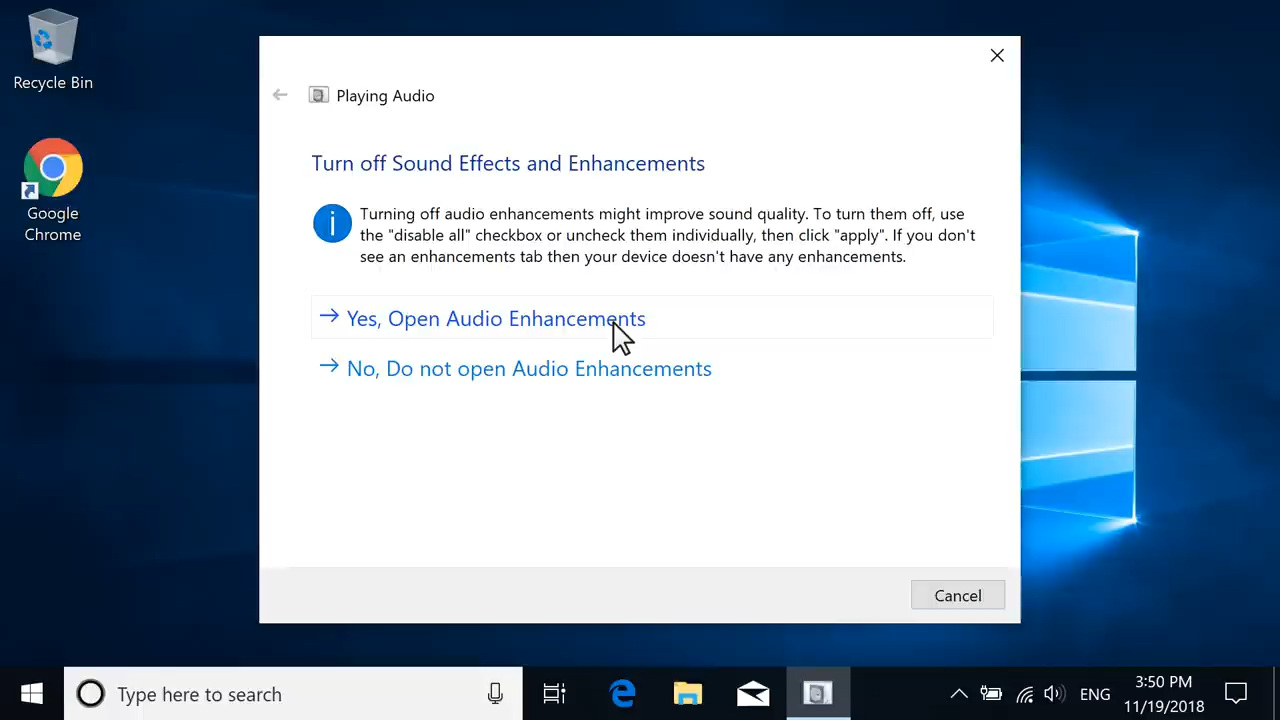 Recycle Bin
Google
Chrome
Playing Audio
Turn off Sound Effects and Enhancements
Turning off audio enhancements might improve sound quality. To turn them off, use
the "disable all" checkbox or uncheck them individually, then click "apply". If you don't
see an enhancements tab then your device doesn't have any enhancements.
Yes, Open Audio Enhancements
No, Do not open Audio Enhancements
Cancel
Type here to search
ENG
3:50 PM
11/19/2018